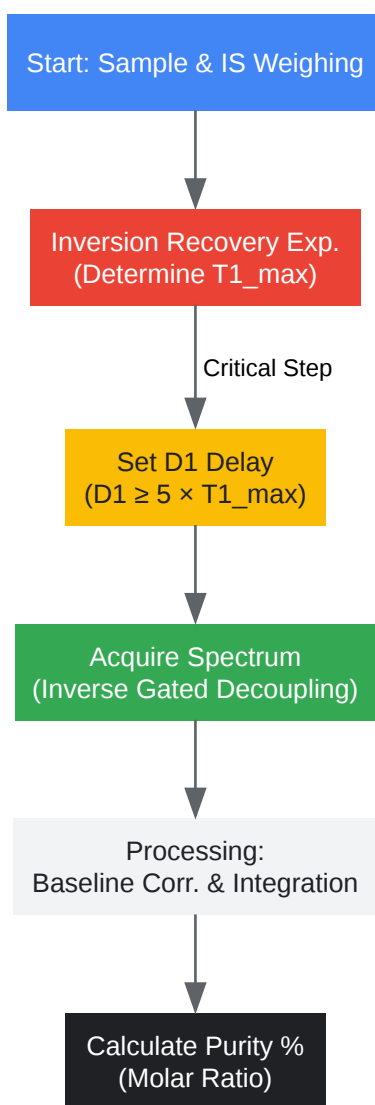 Start: Sample & IS Weighing
Inversion Recovery Exp.
(Determine T1_max)
Critical Step
Set D1 Delay
(D1 ≥ 5 × T1_max)
Acquire Spectrum
(Inverse Gated Decoupling)
Processing:
Baseline Corr. & Integration
Calculate Purity %
(Molar Ratio)